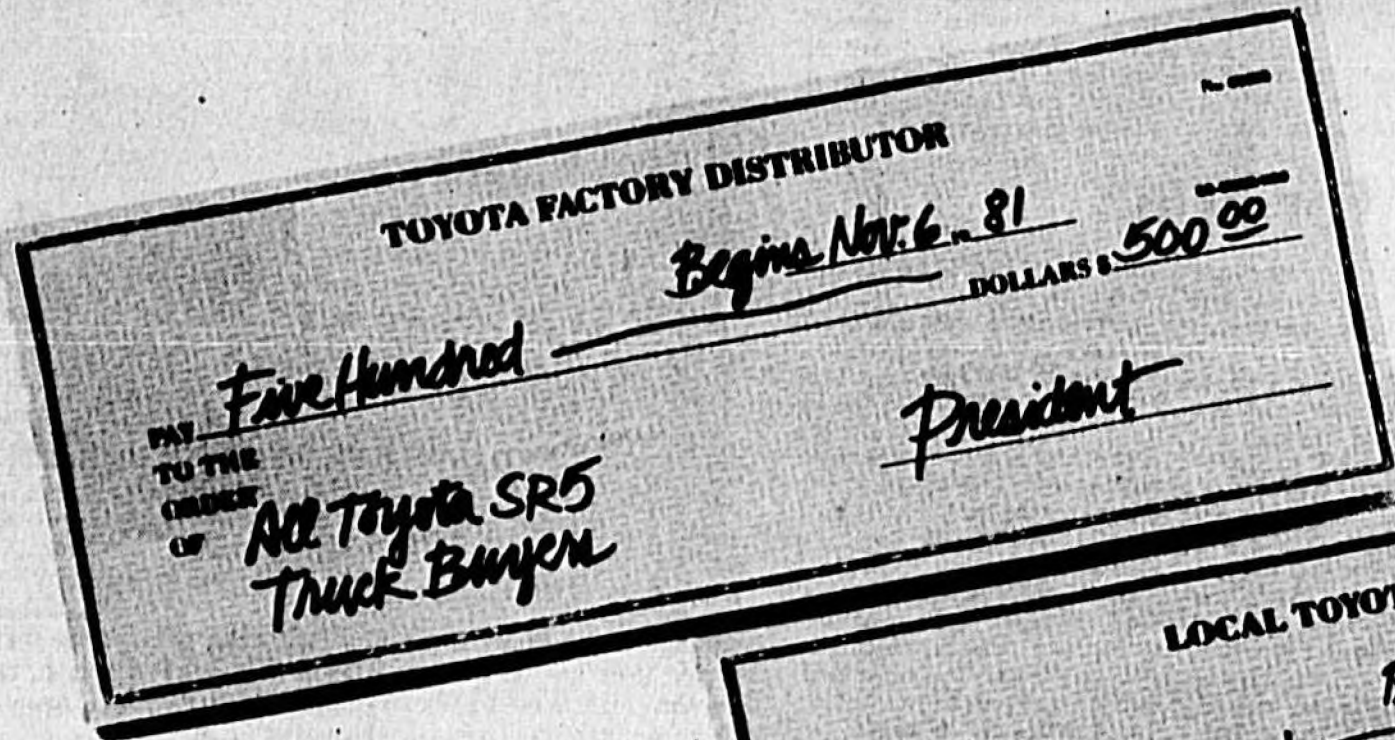 TOYOTA FACTORY DISTRIBUTOR
Begins Nov. 6, 81
PAY Five Hundred DOLLARS $ 500 00
TO THE
ORDER
OF All Toyota SR5
Truck Buyers
President
LOCAL